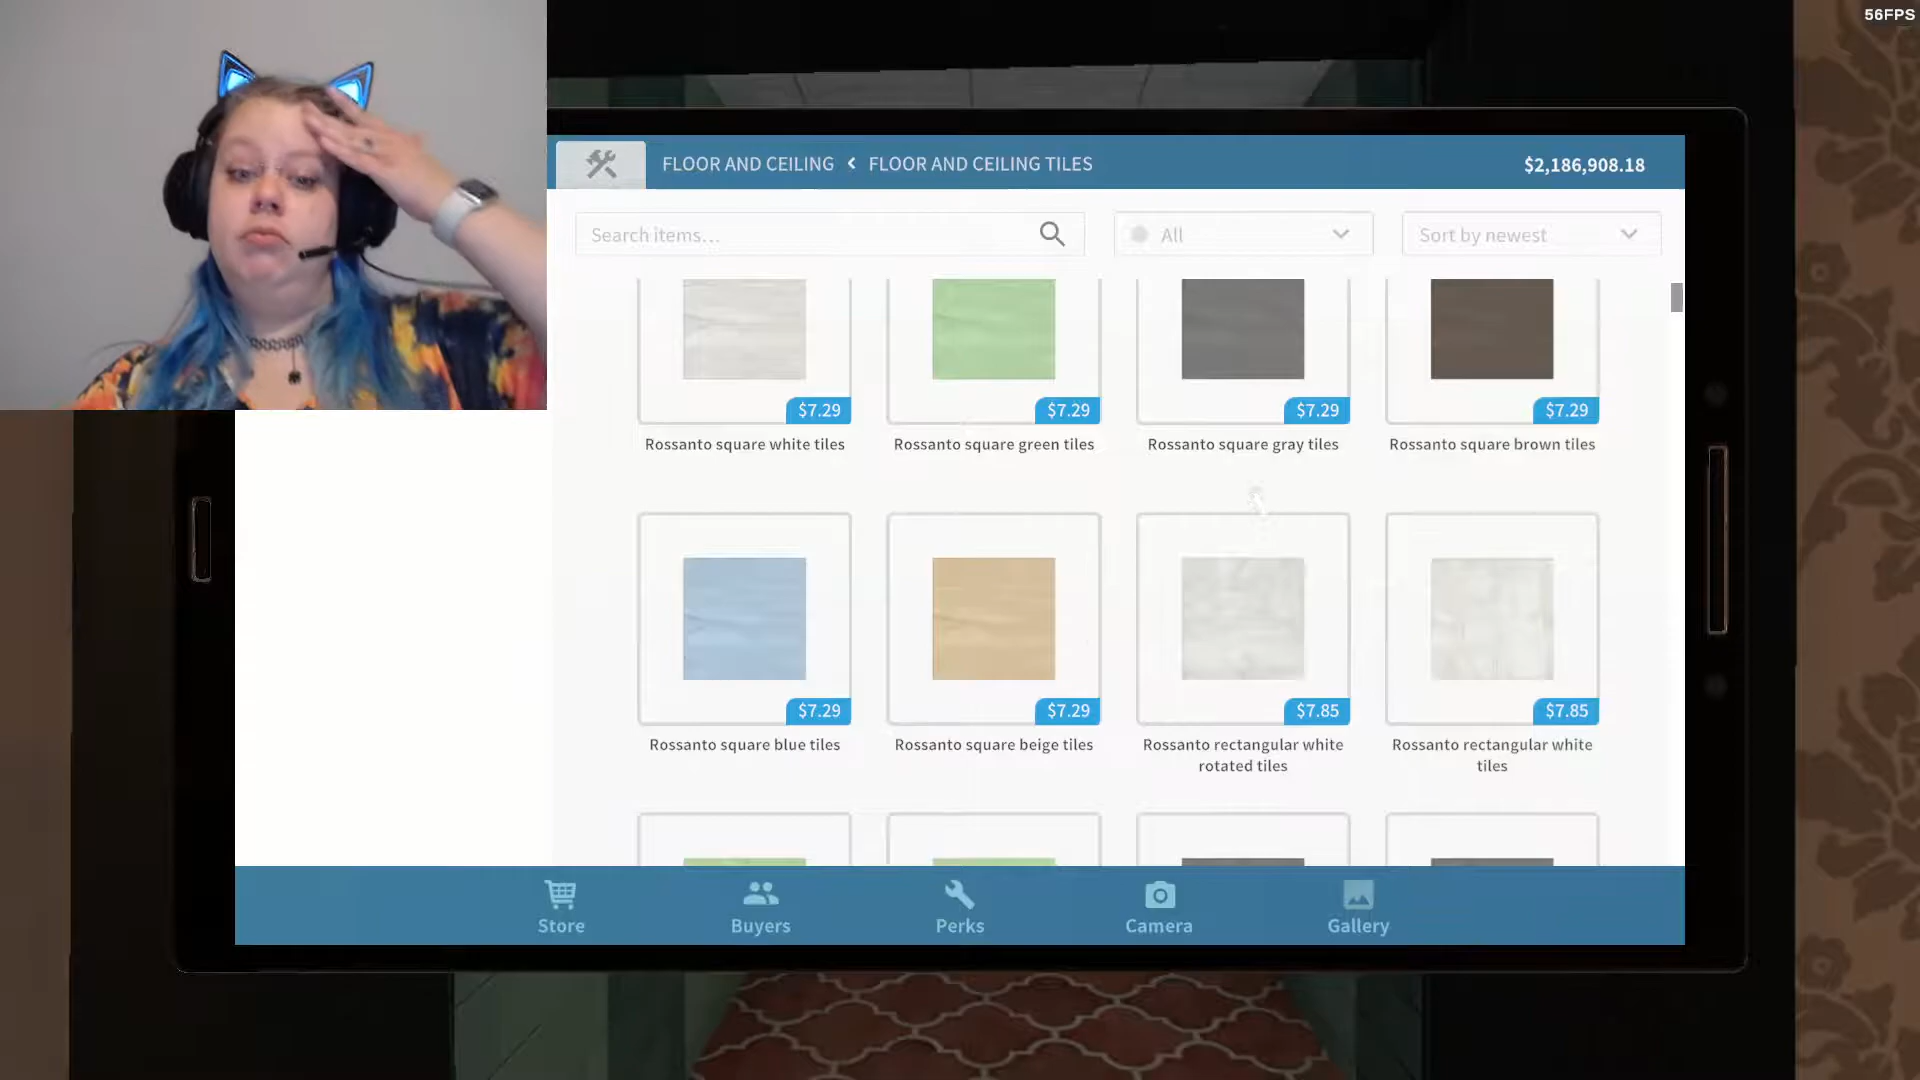 56FPS
FLOOR AND CEILING < FLOOR AND CEILING TILES
$2,186,908.18
Search items...
All
Sort by newest
$7.29
$7.29
$7.29
$7.29
Rossanto square white tiles
Rossanto square green tiles
Rossanto square gray tiles
Rossanto square brown tiles
$7.29
$7.29
$7.85
$7.85
Rossanto square blue tiles
Rossanto square beige tiles
Rossanto rectangular white
rotated tiles
Rossanto rectangular white
tiles
Store
Buyers
Perks
Camera
Gallery